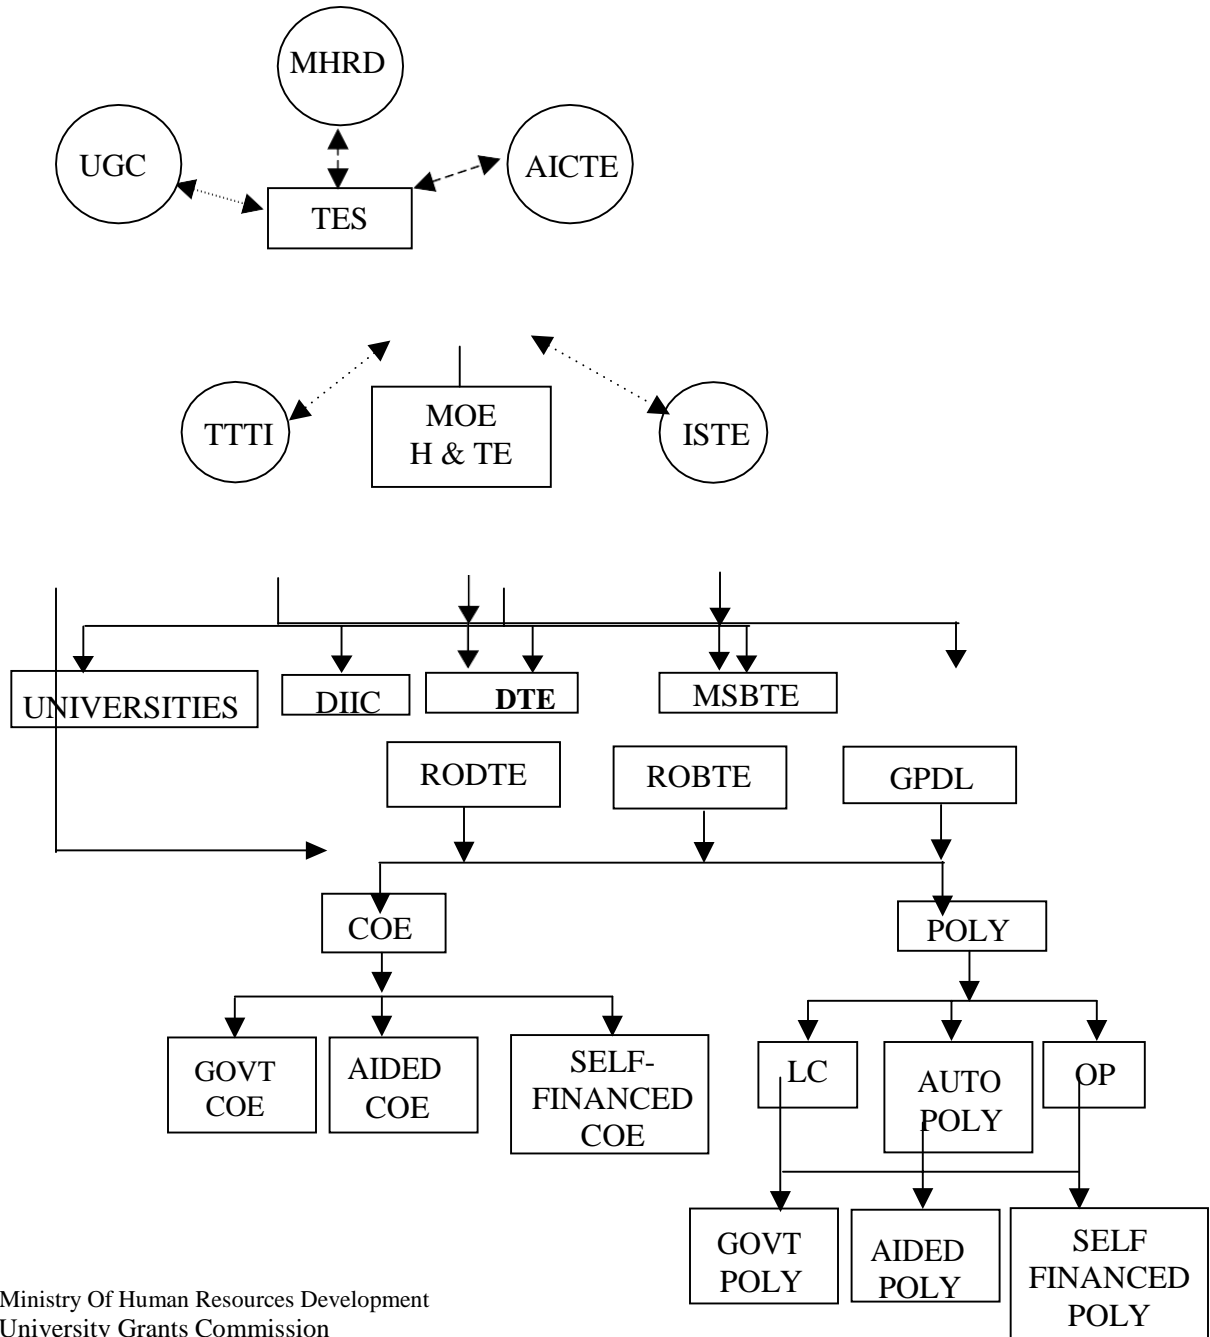 MHRD
UGC
AICTE
TES
TTTI
MOE
H & TE
ISTE
UNIVERSITIES
DIIC
DTE
MSBTE
RODTE
ROBTE
GPDL
COE
POLY
GOVT
COE
AIDED
COE
SELF-
FINANCED
COE
LC
AUTO
POLY
OP
GOVT
POLY
AIDED
POLY
SELF
FINANCED
POLY
Ministry Of Human Resources Development
University Grants Commission